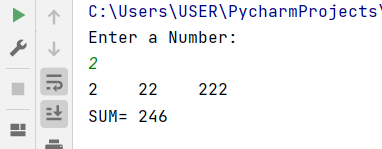 C:\Users\USER\PycharmProjects\
Enter a Number:
2
2    22    222
SUM= 246